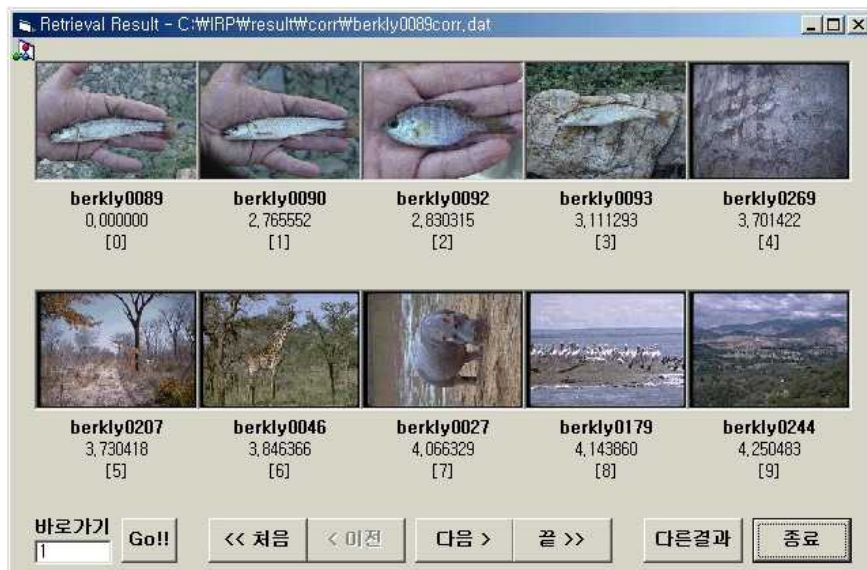 Retrieval Result - C:₩IRP₩result₩corr₩berkly0089corr,dat
berkly0089 berkly0090 berkly0092 berkly0093 berkly0269
0,000000 2,765552 2,830315 3,111293 3,701422
[0] [1] [2] [3] [4]
berkly0207 berkly0046 berkly0027 berkly0179 berkly0244
3,730418 3,846366 4,066329 4,143860 4,250483
[5] [6] [7] [8] [9]
바로가기
1
Go!! << 처음 < 이전 다음 > 끝 >> 다른결과 종료